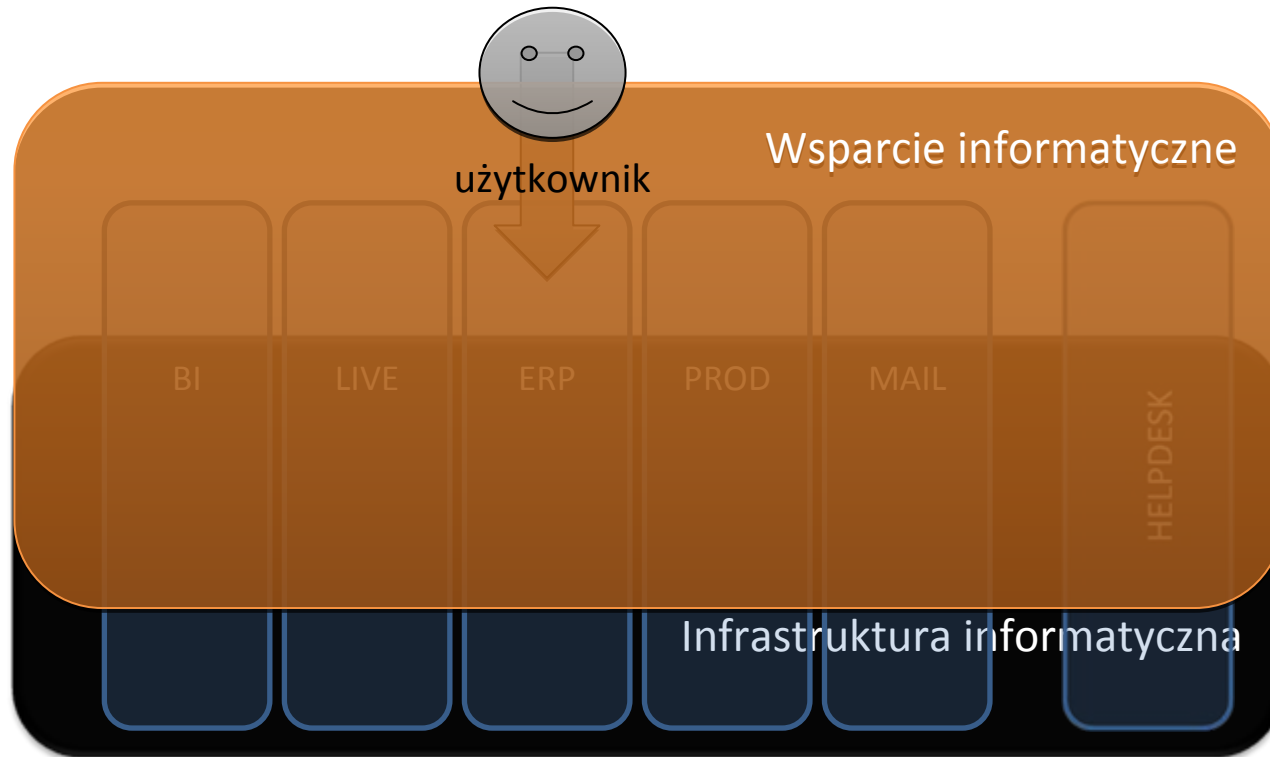 Wsparcie informatyczne
użytkownik
BI
LIVE
ERP
PROD
MAIL
HELPDESK
Infrastruktura informatyczna